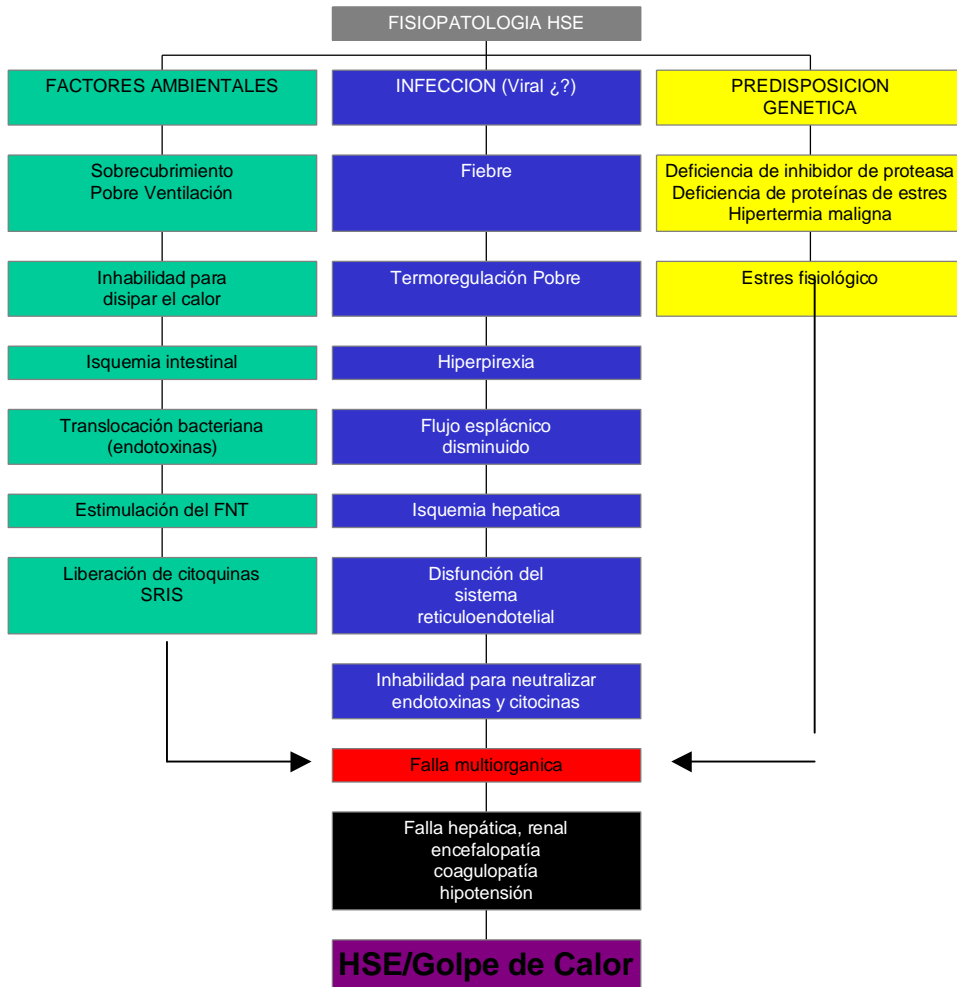 FISIOPATOLOGIA HSE
FACTORES AMBIENTALES
Sobrecubrimiento
Pobre Ventilación
Inhabilidad para
disipar el calor
Isquemia intestinal
Translocación bacteriana
(endotoxinas)
Estimulación del FNT
Liberación de citoquinas
SRIS
INFECCION (Viral ¿?)
Fiebre
Termoregulación Pobre
Hiperpirexia
Flujo esplácnico
disminuido
Isquemia hepatica
Disfunción del
sistema
reticuloendotelial
Inhabilidad para neutralizar
endotoxinas y citocinas
PREDISPOSICION
GENETICA
Deficiencia de inhibidor de proteasa
Deficiencia de proteínas de estres
Hipertermia maligna
Estres fisiológico
Falla multiorganica
Falla hepática, renal
encefalopatía
coagulopatía
hipotensión
HSE/Golpe de Calor